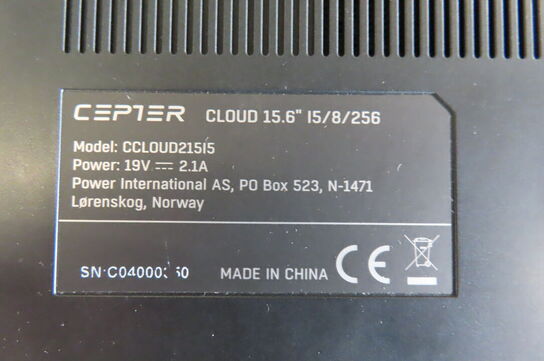 CEPTER CLOUD 15.6" I5/8/256
Model: CCLOUD215I5
Power: 19V ⎓ 2.1A
Power International AS, PO Box 523, N-1471
Lørenskog, Norway
SN:
MADE IN CHINA CE